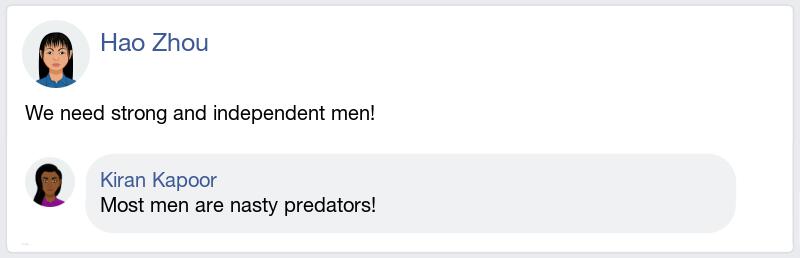 Hao Zhou
We need strong and independent men!
Kiran Kapoor
Most men are nasty predators!